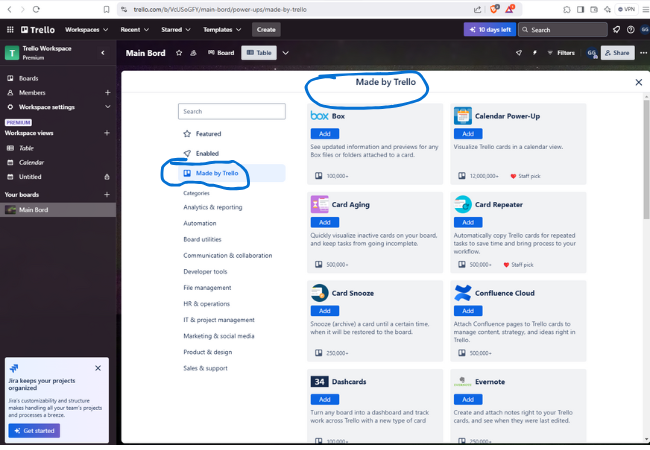 trello.com/b/VcUSoGFY/main-bord/power-ups/made-by-trello
VPN
Trello
Workspaces
Recent
Starred
Templates
Create
10 days left
Search
GG
T
Trello Workspace
Premium
Main Bord
Board
Table
Filters
GG
Share
Boards
Members
Workspace settings
PREMIUM
Workspace views
Table
Calendar
Untitled
Your boards
Main Bord
Jira keeps your projects
organized
Jira's customizability and structure
makes handling all your team's projects
and processes a breeze.
Get started
Made by Trello
Search
Featured
Enabled
Made by Trello
Categories
Analytics & reporting
Automation
Board utilities
Communication & collaboration
Developer tools
File management
HR & operations
IT & project management
Marketing & social media
Product & design
Sales & support
box Box
Add
See updated information and previews for any
Box files or folders attached to a card.
100,000+
Calendar Power-Up
Add
Visualize Trello cards in a calendar view.
12,000,000+ Staff pick
Card Aging
Add
Quickly visualize inactive cards on your board,
and keep tasks from going incomplete.
500,000+
Card Repeater
Add
Automatically copy Trello cards for repeated
tasks to save time and bring process to your
workflow.
500,000+ Staff pick
Card Snooze
Add
Snooze (archive) a card until a certain time,
when it will be restored to the board.
250,000+
Confluence Cloud
Add
Attach Confluence pages to Trello cards to
manage content, strategy, and ideas right in
Trello.
500,000+
34 Dashcards
Add
Turn any board into a dashboard and track
work across Trello with a new type of card
100,000+
Evernote
Add
Create and attach notes right to your Trello
cards, and see when they were last edited.
250,000+